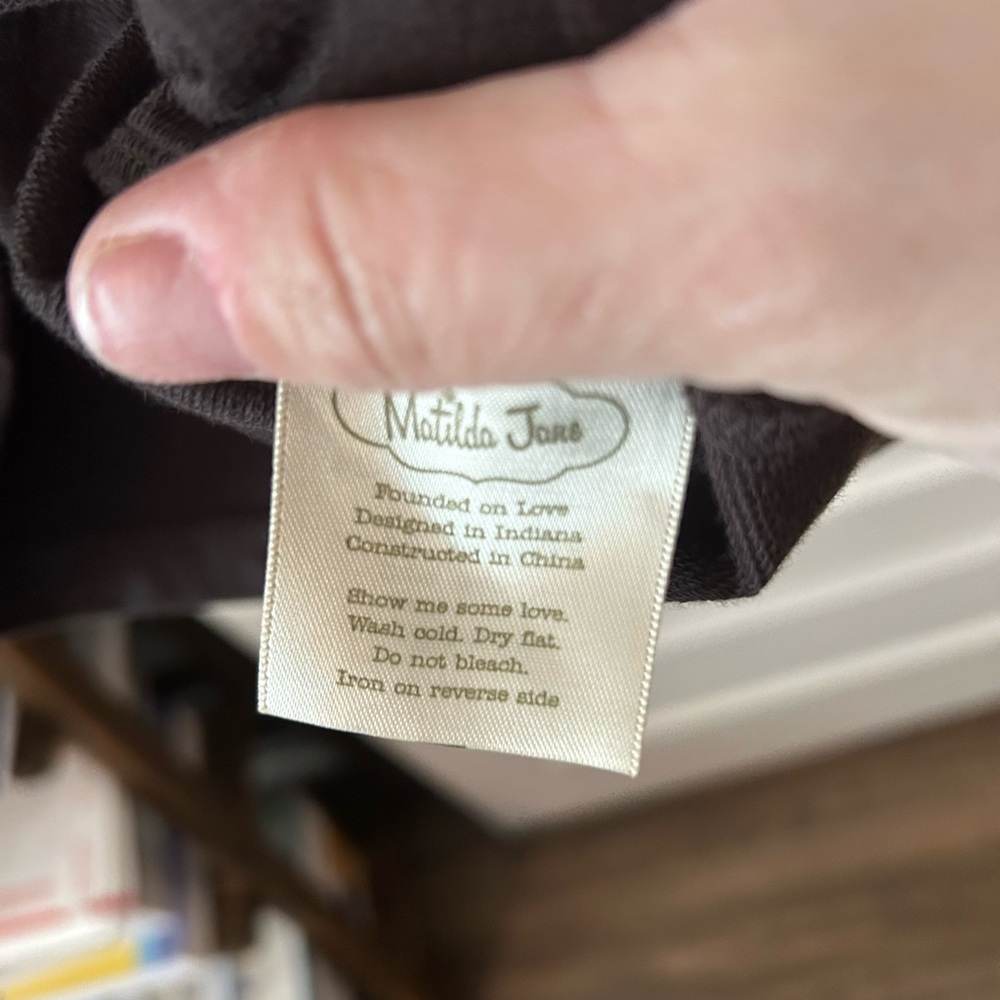 Matilda Jane
Founded on Love
Designed in Indiana
Constructed in China
Show me some love.
Wash cold. Dry flat.
Do not bleach.
Iron on reverse side